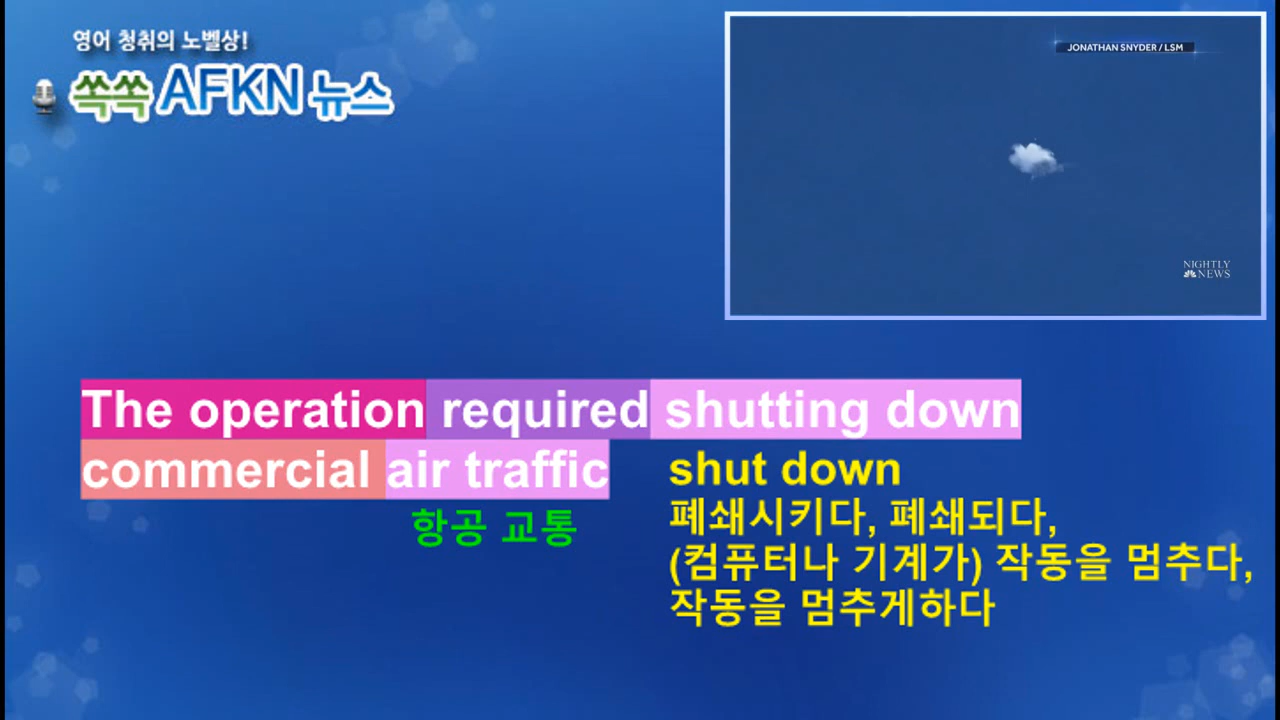 영어 청취의 노벨상!
쏙쏙 AFKN 뉴스
JONATHAN SNYDER / LSM
NIGHTLY
NEWS
The operation required shutting down
commercial air traffic
항공 교통
shut down
폐쇄시키다, 폐쇄되다,
(컴퓨터나 기계가) 작동을 멈추다,
작동을 멈추게하다